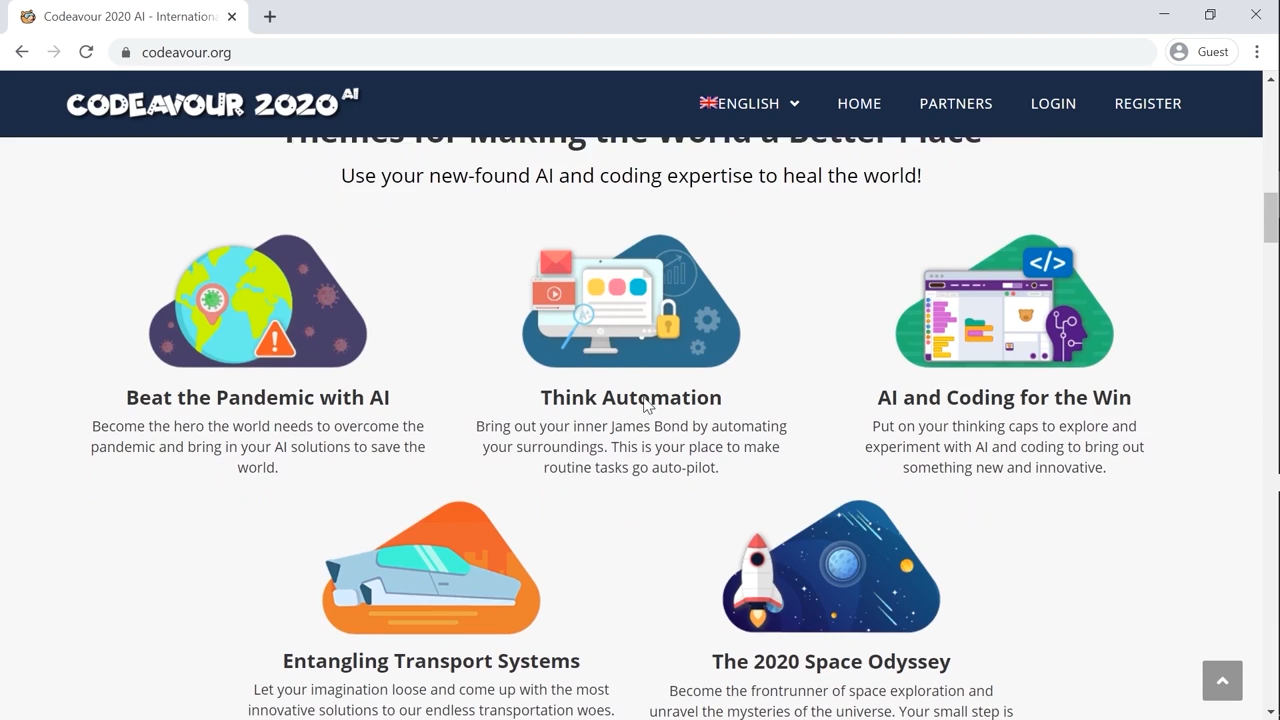 Codeavour 2020 AI - Internationa
codeavour.org
Guest
CODEAVOUR 2020 AI
ENGLISH HOME PARTNERS LOGIN REGISTER
Themes for Making the World a Better Place
Use your new-found AI and coding expertise to heal the world!
</>
Beat the Pandemic with AI
Become the hero the world needs to overcome the
pandemic and bring in your AI solutions to save the
world.
Think Automation
Bring out your inner James Bond by automating
your surroundings. This is your place to make
routine tasks go auto-pilot.
AI and Coding for the Win
Put on your thinking caps to explore and
experiment with AI and coding to bring out
something new and innovative.
Entangling Transport Systems
Let your imagination loose and come up with the most
innovative solutions to our endless transportation woes.
The 2020 Space Odyssey
Become the frontrunner of space exploration and
unravel the mysteries of the universe. Your small step is